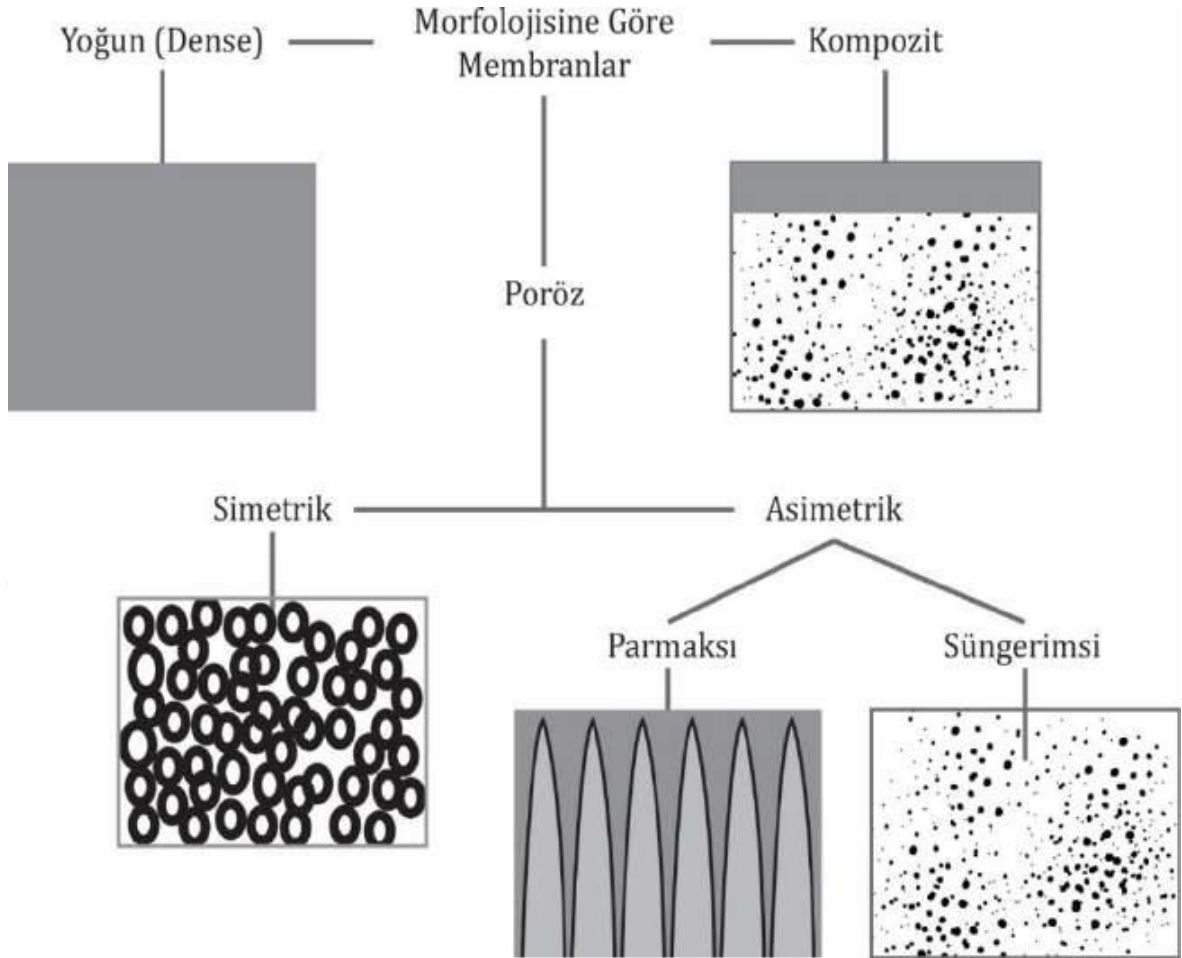 Morfolojisine Göre
Membranlar
Yoğun (Dense)
Kompozit
Poröz
Simetrik
Asimetrik
Parmaksı
Süngerimsi